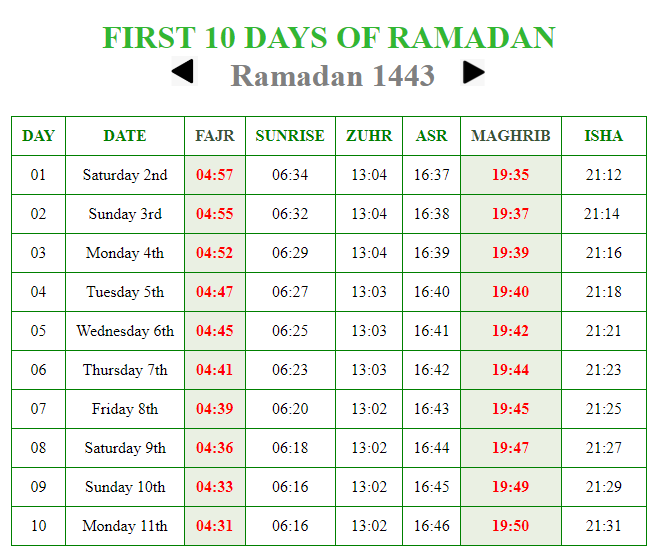 FIRST 10 DAYS OF RAMADAN
Ramadan 1443
DAY DATE FAJR SUNRISE ZUHR ASR MAGHRIB ISHA
01 Saturday 2nd 04:57 06:34 13:04 16:37 19:35 21:12
02 Sunday 3rd 04:55 06:32 13:04 16:38 19:37 21:14
03 Monday 4th 04:52 06:29 13:04 16:39 19:39 21:16
04 Tuesday 5th 04:47 06:27 13:03 16:40 19:40 21:18
05 Wednesday 6th 04:45 06:25 13:03 16:41 19:42 21:21
06 Thursday 7th 04:41 06:23 13:03 16:42 19:44 21:23
07 Friday 8th 04:39 06:20 13:02 16:43 19:45 21:25
08 Saturday 9th 04:36 06:18 13:02 16:44 19:47 21:27
09 Sunday 10th 04:33 06:16 13:02 16:45 19:49 21:29
10 Monday 11th 04:31 06:16 13:02 16:46 19:50 21:31